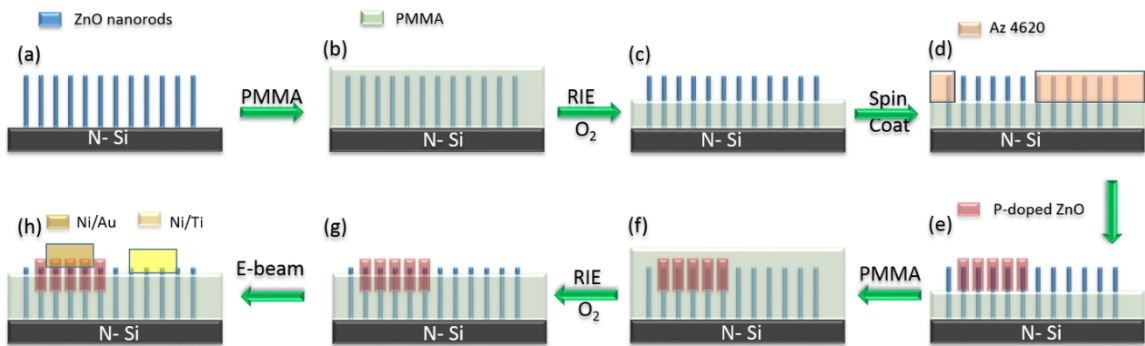 ZnO nanorods
PMMA
Az 4620
(a)
(b)
(c)
(d)
PMMA
RIE
O₂
Spin
Coat
N- Si
N- Si
N- Si
N- Si
(h)
Ni/Au
Ni/Ti
(g)
(f)
(e)
P-doped ZnO
E-beam
RIE
O₂
PMMA
N- Si
N- Si
N- Si
N- Si